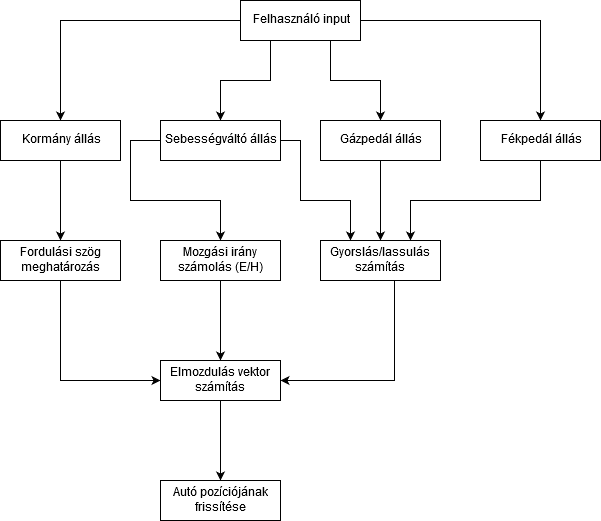 Felhasználó input
Kormány állás
Sebességváltó állás
Gázpedál állás
Fékpedál állás
Fordulási szög
meghatározás
Mozgási irány
számolás (E/H)
Gyorslás/lassulás
számítás
Elmozdulás vektor
számítás
Autó pozíciójának
frissítése